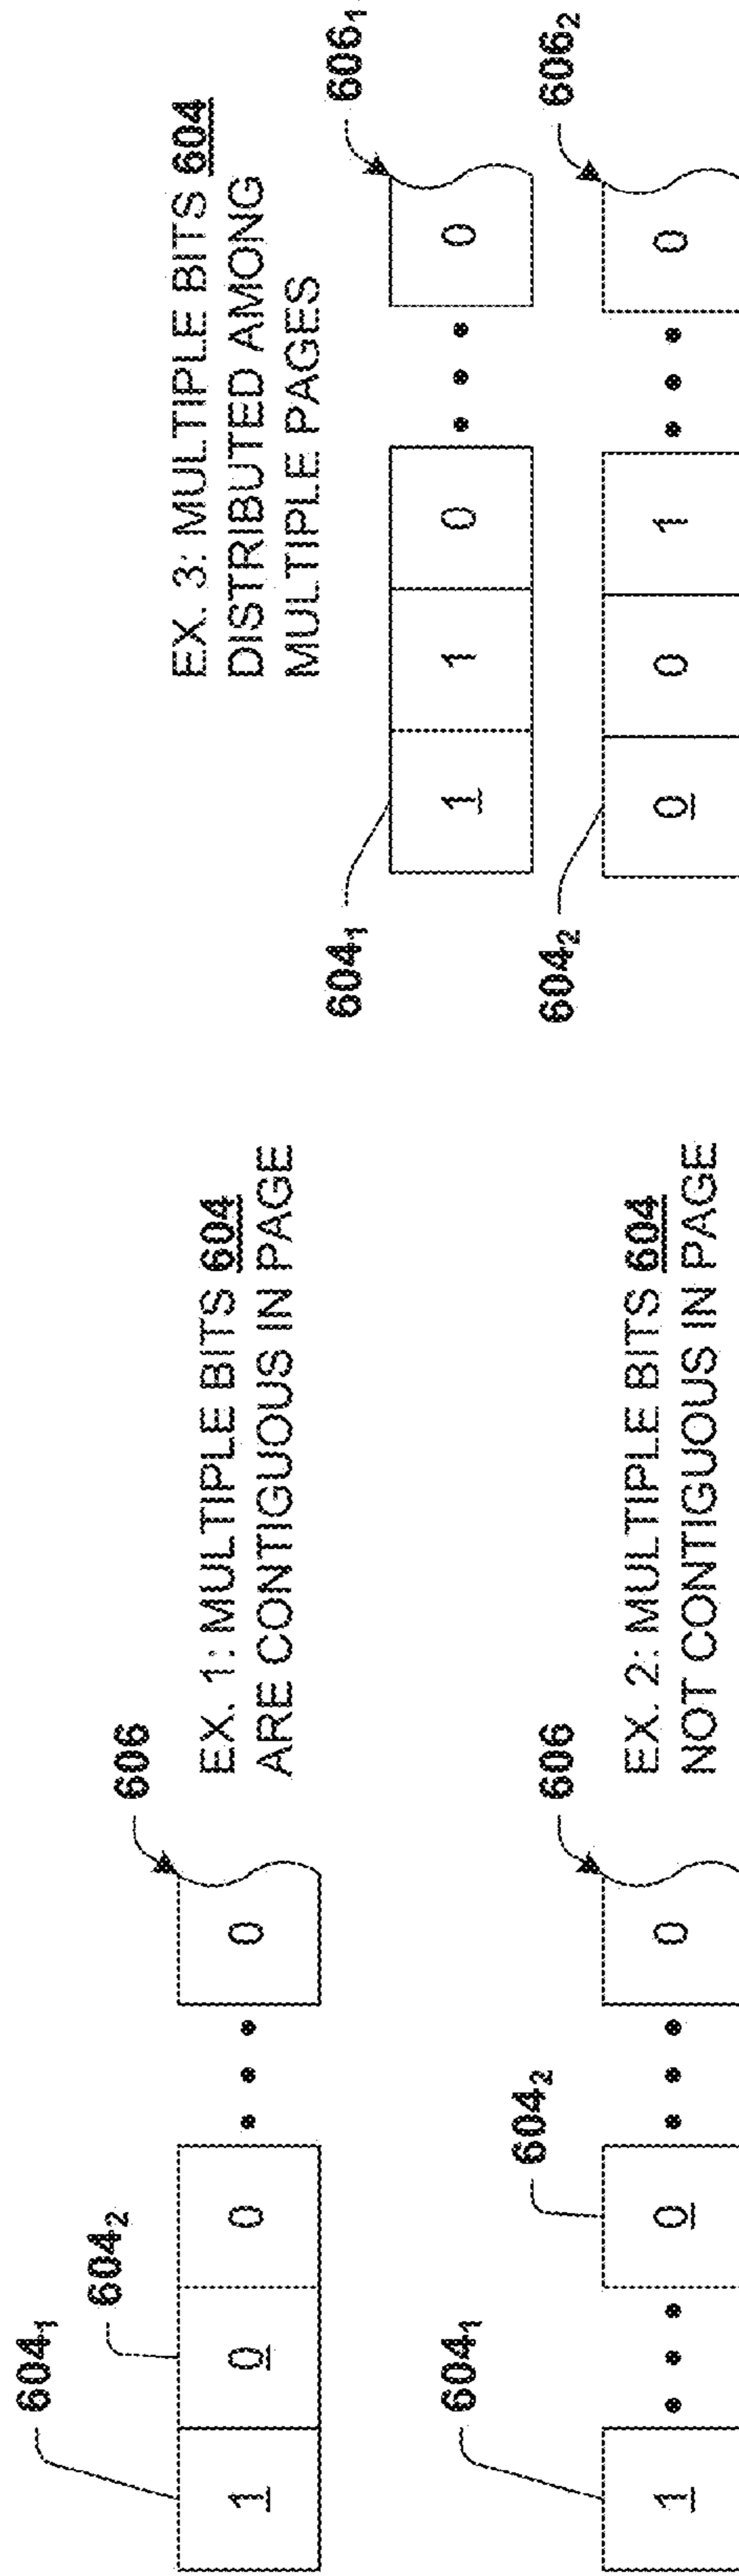 604₁
604₂
606
1 0 0 • • • 0
EX. 1: MULTIPLE BITS 604
ARE CONTIGUOUS IN PAGE
604₁
604₂
606
1 • • • 0 • • • 0
EX. 2: MULTIPLE BITS 604
NOT CONTIGUOUS IN PAGE
EX. 3: MULTIPLE BITS 604
DISTRIBUTED AMONG
MULTIPLE PAGES
604₁
606₁
1 1 0 • • • 0
604₂
606₂
0 0 1 • • • 0